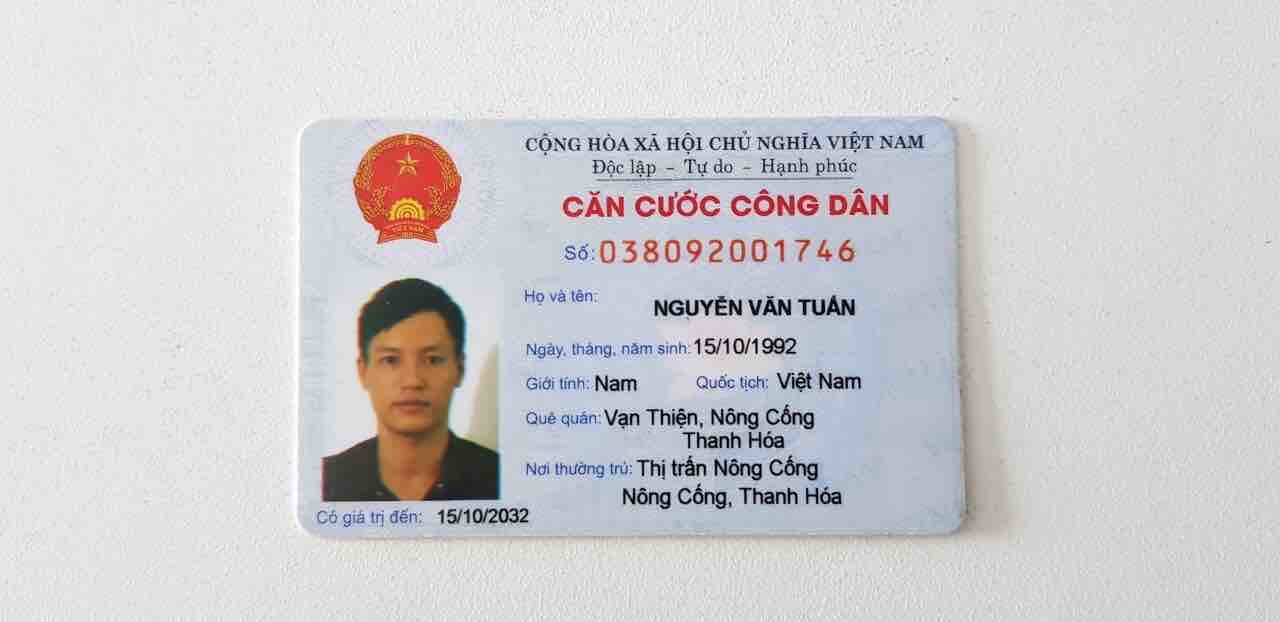 CỘNG HÒA XÃ HỘI CHỦ NGHĨA VIỆT NAM
Độc lập – Tự do – Hạnh phúc
CĂN CƯỚC CÔNG DÂN
Số: 038092001746
Họ và tên:
NGUYỄN VĂN TUẤN
Ngày, tháng, năm sinh: 15/10/1992
Giới tính: Nam Quốc tịch: Việt Nam
Quê quán: Vạn Thiện, Nông Cống
Thanh Hóa
Nơi thường trú: Thị trấn Nông Cống
Nông Cống, Thanh Hóa
Có giá trị đến: 15/10/2032
VIỆT NAM